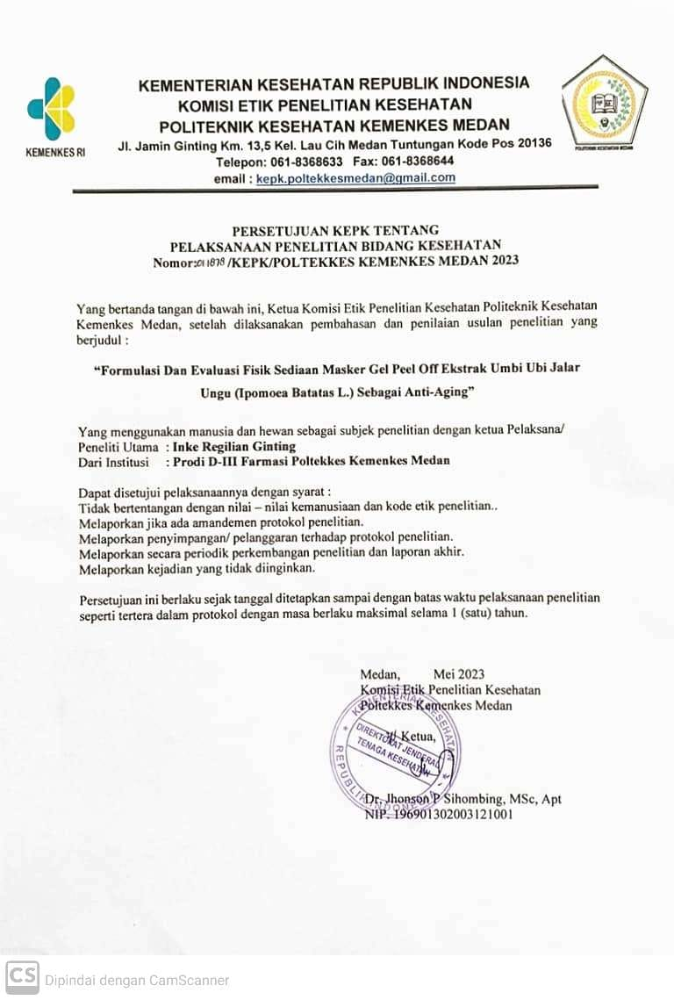 KEMENTERIAN KESEHATAN REPUBLIK INDONESIA
KOMISI ETIK PENELITIAN KESEHATAN
POLITEKNIK KESEHATAN KEMENKES MEDAN
Jl. Jamin Ginting Km. 13,5 Kel. Lau Cih Medan Tuntungan Kode Pos 20136
Telepon: 061-8368633 Fax: 061-8368644
email : kepk.poltekkesmedan@gmail.com
KEMENKES RI
POLITEKNIK KESEHATAN MEDAN
PERSETUJUAN KEPK TENTANG
PELAKSANAAN PENELITIAN BIDANG KESEHATAN
Nomor:01 1878/KEPK/POLTEKKES KEMENKES MEDAN 2023
Yang bertanda tangan di bawah ini, Ketua Komisi Etik Penelitian Kesehatan Politeknik Kesehatan
Kemenkes Medan, setelah dilaksanakan pembahasan dan penilaian usulan penelitian yang
berjudul :
“Formulasi Dan Evaluasi Fisik Sediaan Masker Gel Peel Off Ekstrak Umbi Ubi Jalar
Ungu (Ipomoea Batatas L.) Sebagai Anti-Aging”
Yang menggunakan manusia dan hewan sebagai subjek penelitian dengan ketua Pelaksana/
Peneliti Utama : Inke Regilian Ginting
Dari Institusi : Prodi D-III Farmasi Poltekkes Kemenkes Medan
Dapat disetujui pelaksanaannya dengan syarat :
Tidak bertentangan dengan nilai – nilai kemanusiaan dan kode etik penelitian..
Melaporkan jika ada amandemen protokol penelitian.
Melaporkan penyimpangan/ pelanggaran terhadap protokol penelitian.
Melaporkan secara periodik perkembangan penelitian dan laporan akhir.
Melaporkan kejadian yang tidak diinginkan.
Persetujuan ini berlaku sejak tanggal ditetapkan sampai dengan batas waktu pelaksanaan penelitian
seperti tertera dalam protokol dengan masa berlaku maksimal selama 1 (satu) tahun.
Medan, Mei 2023
Komisi Etik Penelitian Kesehatan
Poltekkes Kemenkes Medan
Ketua,
KEMENTERIAN KESEHATAN
DIREKTORAT JENDERAL
TENAGA KESEHATAN
REPUBLIK INDONESIA
Dr. Jhonson P Sihombing, MSc, Apt
NIP. 196901302003121001
CS Dipindai dengan CamScanner